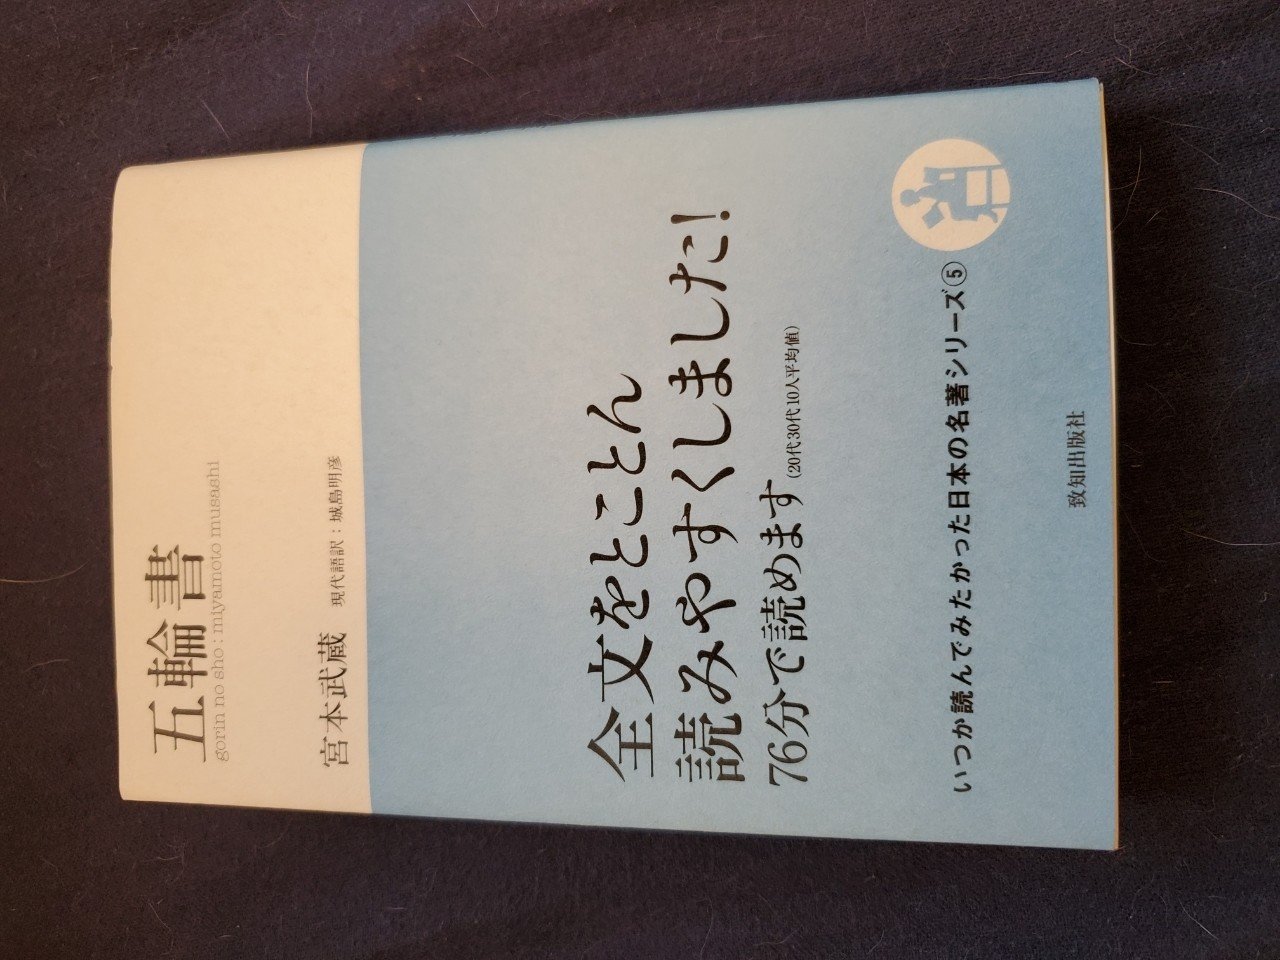 五輪書
gorin no sho : miyamoto musashi
宮本武蔵 現代語訳：城島明彦
全文をとことん
読みやすくしました！
76分で読めます（20代30代10人平均値）
いつか読んでみたかった日本の名著シリーズ⑤
致知出版社